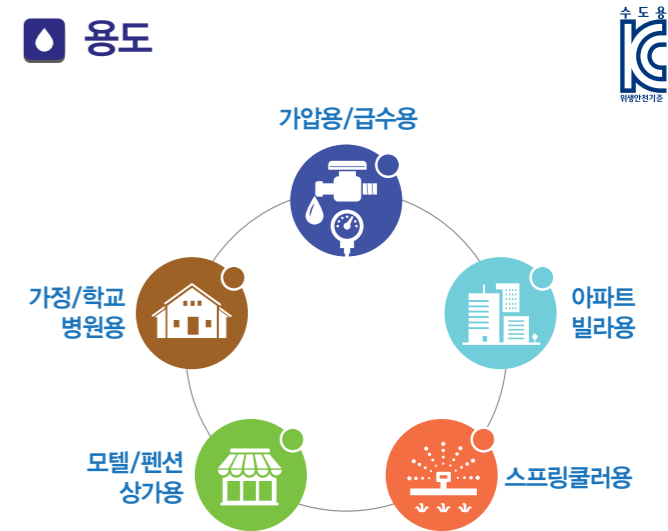 용도
수도용
KC
위생안전기준
가압용/급수용
가정/학교
병원용
아파트
빌라용
모텔/펜션
상가용
스프링쿨러용